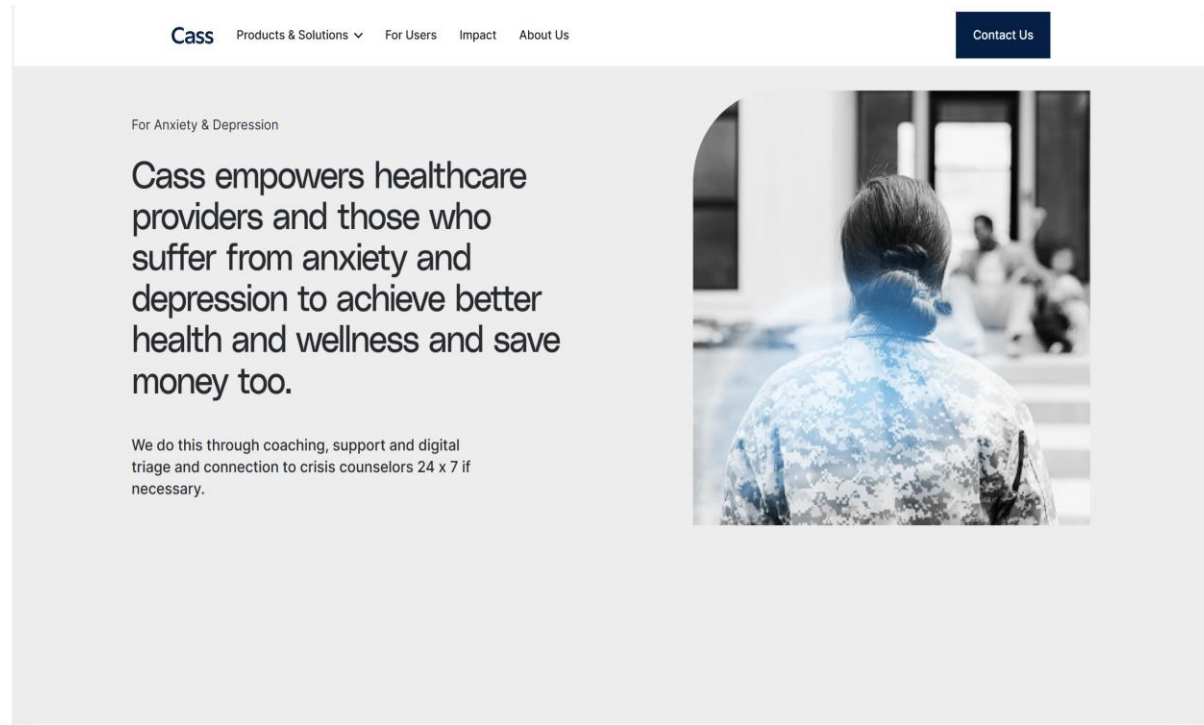 Cass Products & Solutions For Users Impact About Us Contact Us
For Anxiety & Depression
Cass empowers healthcare
providers and those who
suffer from anxiety and
depression to achieve better
health and wellness and save
money too.
We do this through coaching, support and digital
triage and connection to crisis counselors 24 x 7 if
necessary.